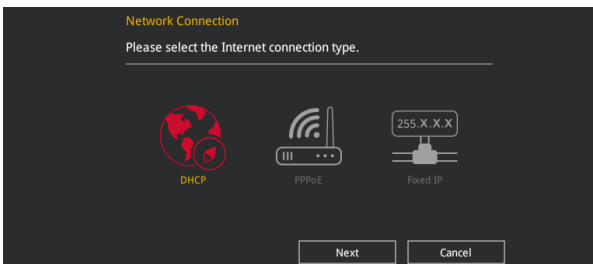 Network Connection
Please select the Internet connection type.
255.X.X.X
DHCP PPPoE Fixed IP
Next Cancel